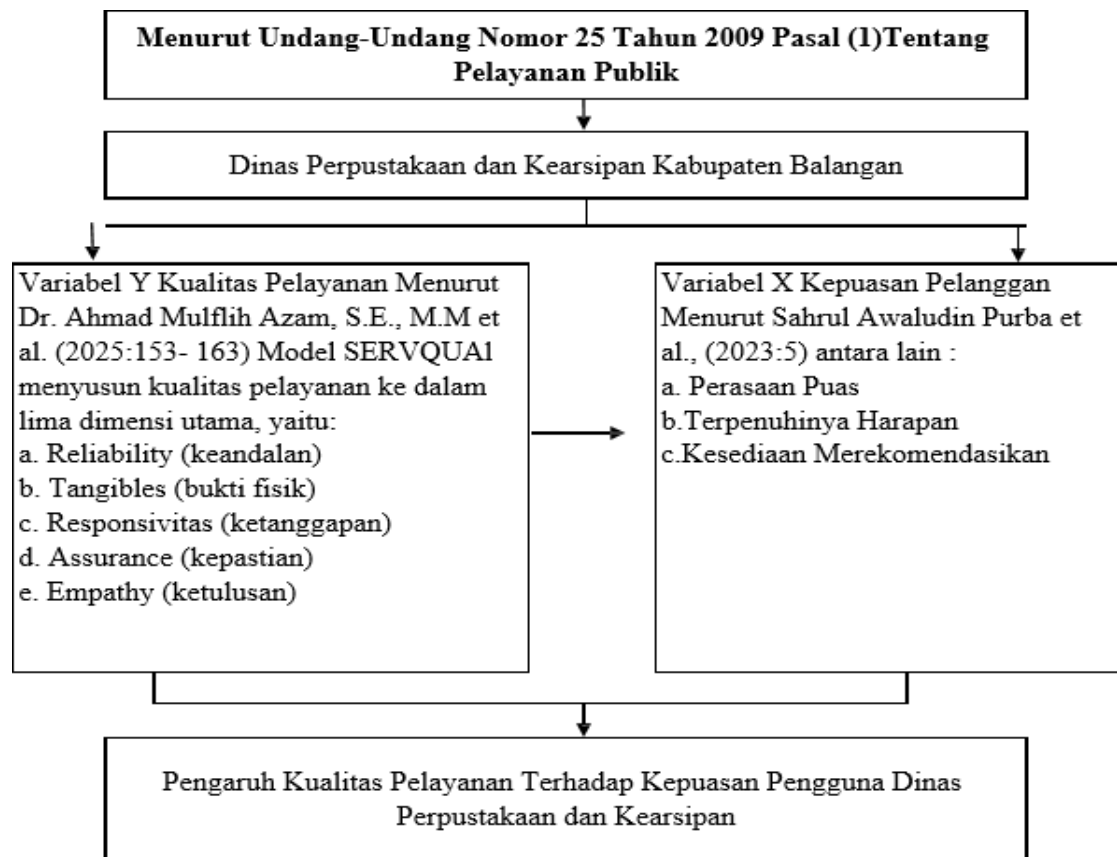 Menurut Undang-Undang Nomor 25 Tahun 2009 Pasal (1)Tentang
Pelayanan Publik
Dinas Perpustakaan dan Kearsipan Kabupaten Balangan
Variabel Y Kualitas Pelayanan Menurut
Dr. Ahmad Mulflih Azam, S.E., M.M et
al. (2025:153- 163) Model SERVQUAl
menyusun kualitas pelayanan ke dalam
lima dimensi utama, yaitu:
a. Reliability (keandalan)
b. Tangibles (bukti fisik)
c. Responsivitas (ketanggapan)
d. Assurance (kepastian)
e. Empathy (ketulusan)
Variabel X Kepuasan Pelanggan
Menurut Sahrul Awaludin Purba et
al., (2023:5) antara lain :
a. Perasaan Puas
b.Terpenuhinya Harapan
c.Kesediaan Merekomendasikan
Pengaruh Kualitas Pelayanan Terhadap Kepuasan Pengguna Dinas
Perpustakaan dan Kearsipan